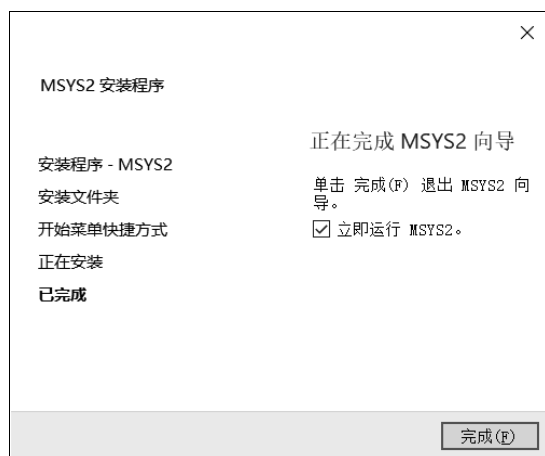 MSYS2 安装程序
安装程序 - MSYS2
安装文件夹
开始菜单快捷方式
正在安装
已完成
正在完成 MSYS2 向导
单击 完成(F) 退出 MSYS2 向
导。
立即运行 MSYS2。
完成(F)